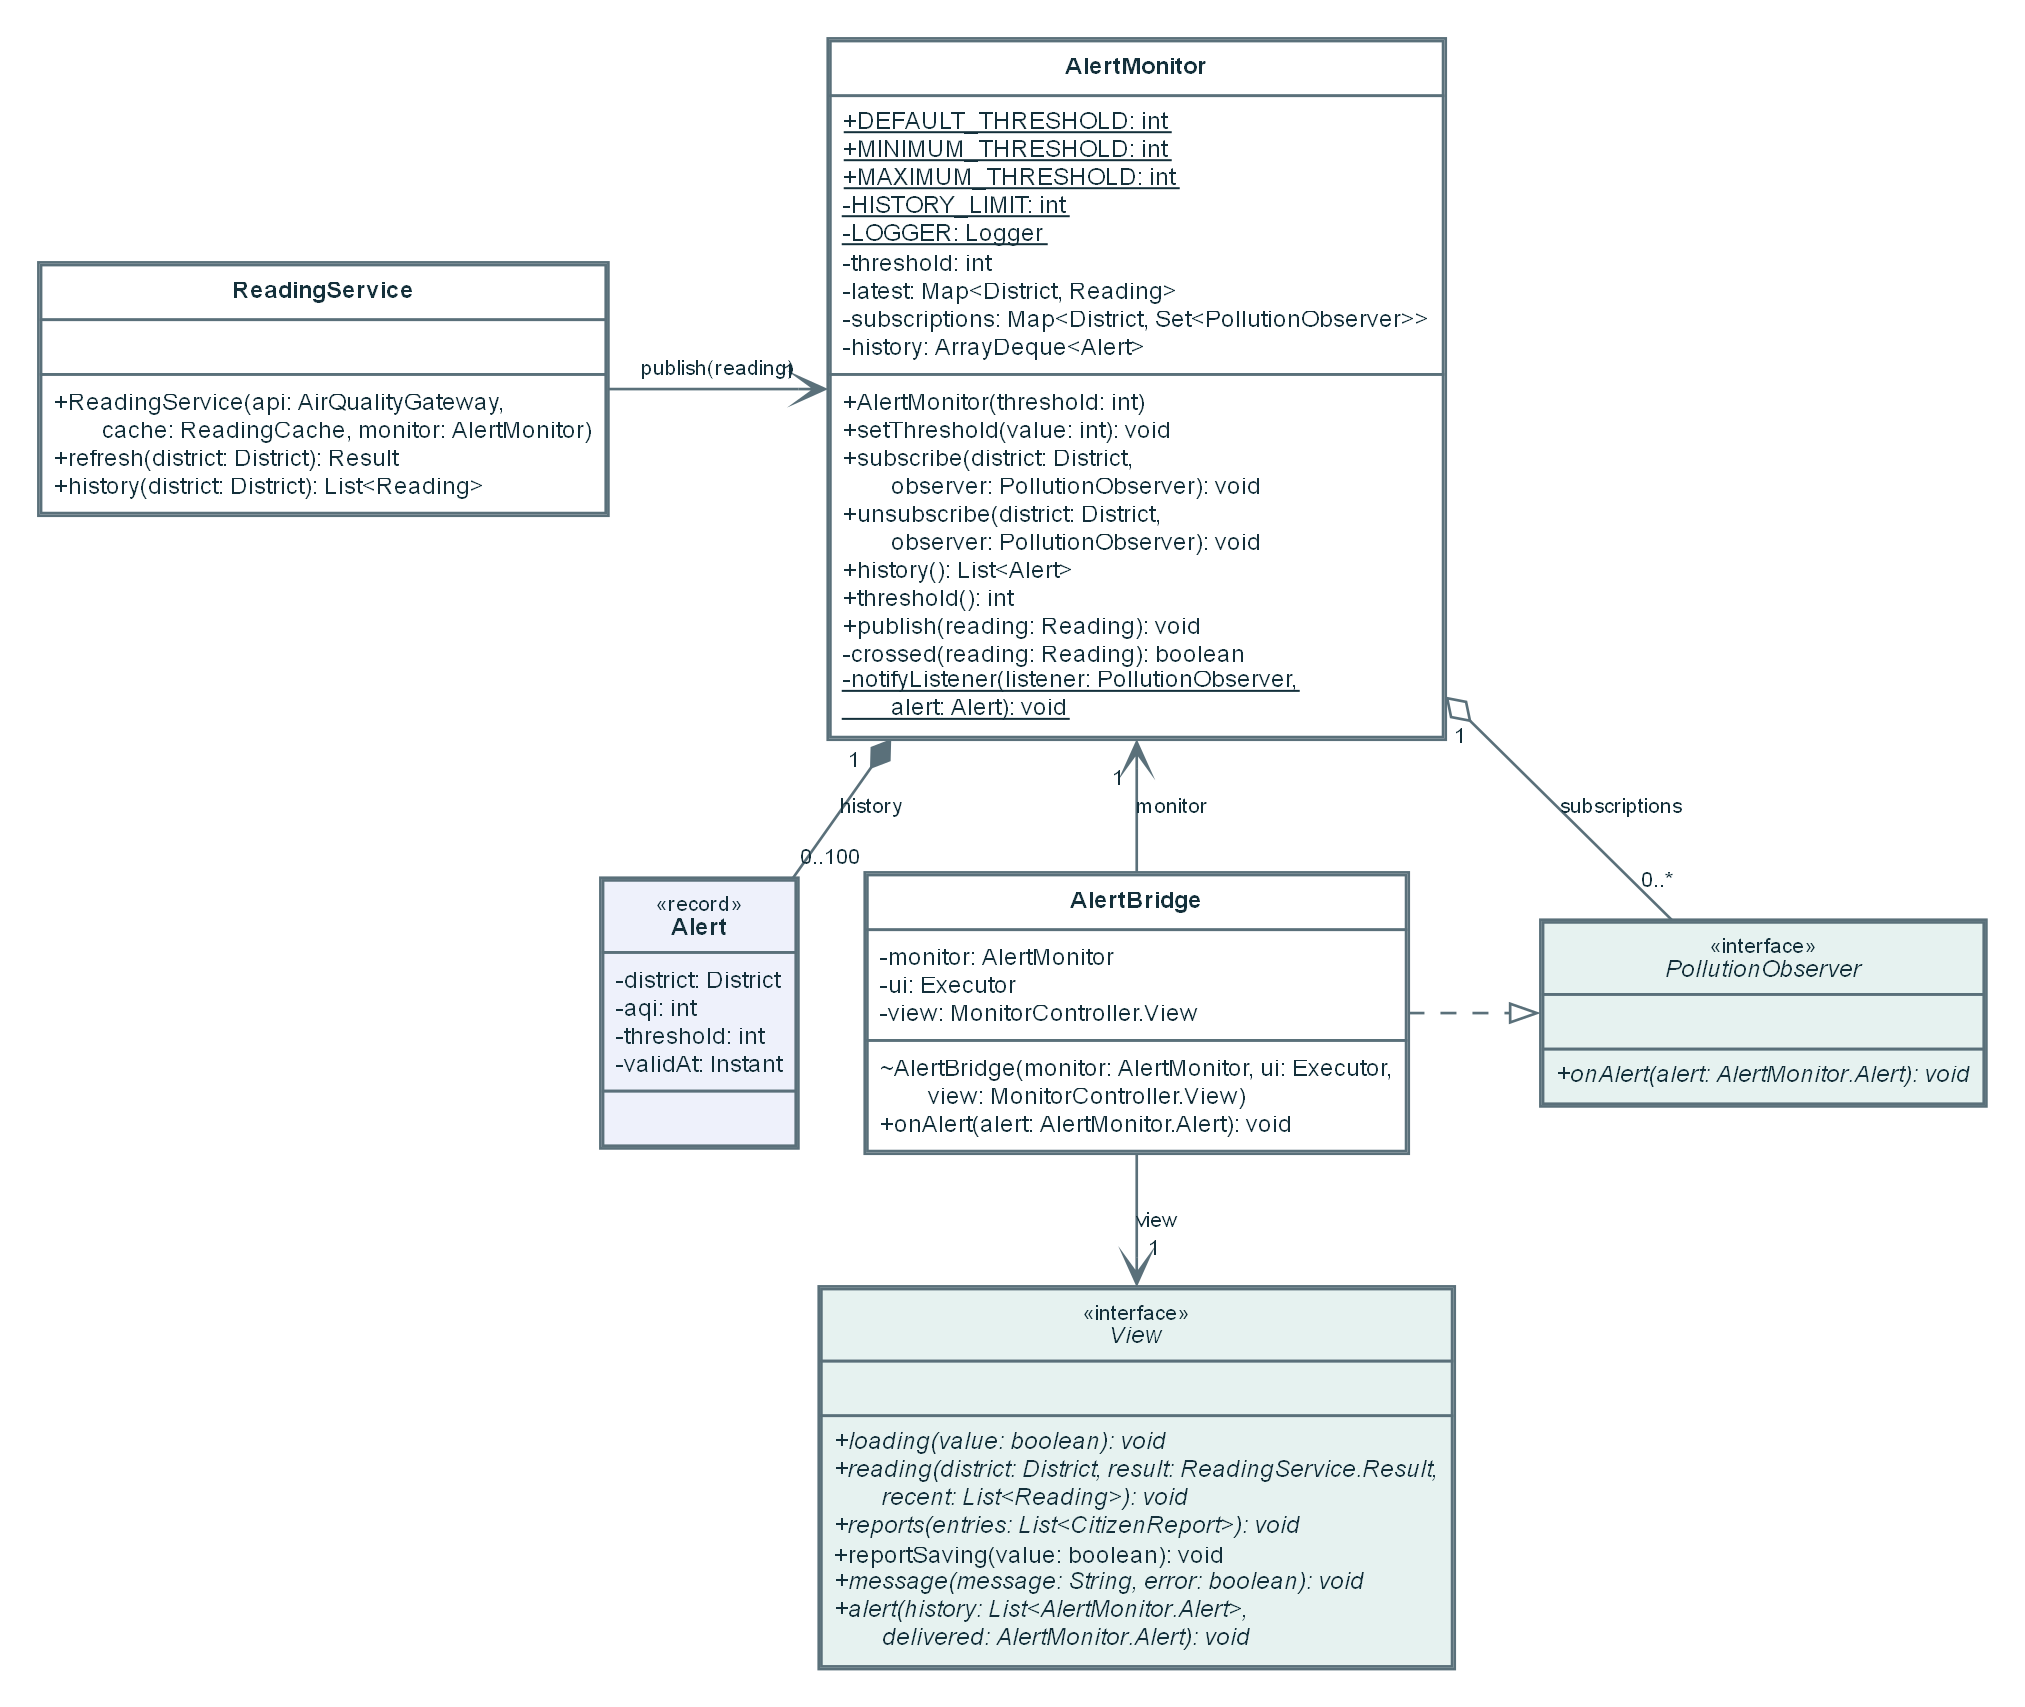 AlertMonitor
+DEFAULT_THRESHOLD: int
+MINIMUM_THRESHOLD: int
+MAXIMUM_THRESHOLD: int
-HISTORY_LIMIT: int
-LOGGER: Logger
-threshold: int
-latest: Map<District, Reading>
-subscriptions: Map<District, Set<PollutionObserver>>
-history: ArrayDeque<Alert>
+AlertMonitor(threshold: int)
+setThreshold(value: int): void
+subscribe(district: District,
observer: PollutionObserver): void
+unsubscribe(district: District,
observer: PollutionObserver): void
+history(): List<Alert>
+threshold(): int
+publish(reading: Reading): void
-crossed(reading: Reading): boolean
-notifyListener(listener: PollutionObserver,
alert: Alert): void
ReadingService
+ReadingService(api: AirQualityGateway,
cache: ReadingCache, monitor: AlertMonitor)
+refresh(district: District): Result
+history(district: District): List<Reading>
publish(reading)
1
1
history
0..100
1
monitor
1
subscriptions
0..*
«record»
Alert
-district: District
-aqi: int
-threshold: int
-validAt: Instant
AlertBridge
-monitor: AlertMonitor
-ui: Executor
-view: MonitorController.View
~AlertBridge(monitor: AlertMonitor, ui: Executor,
view: MonitorController.View)
+onAlert(alert: AlertMonitor.Alert): void
«interface»
PollutionObserver
+onAlert(alert: AlertMonitor.Alert): void
view
1
«interface»
View
+loading(value: boolean): void
+reading(district: District, result: ReadingService.Result,
recent: List<Reading>): void
+reports(entries: List<CitizenReport>): void
+reportSaving(value: boolean): void
+message(message: String, error: boolean): void
+alert(history: List<AlertMonitor.Alert>,
delivered: AlertMonitor.Alert): void